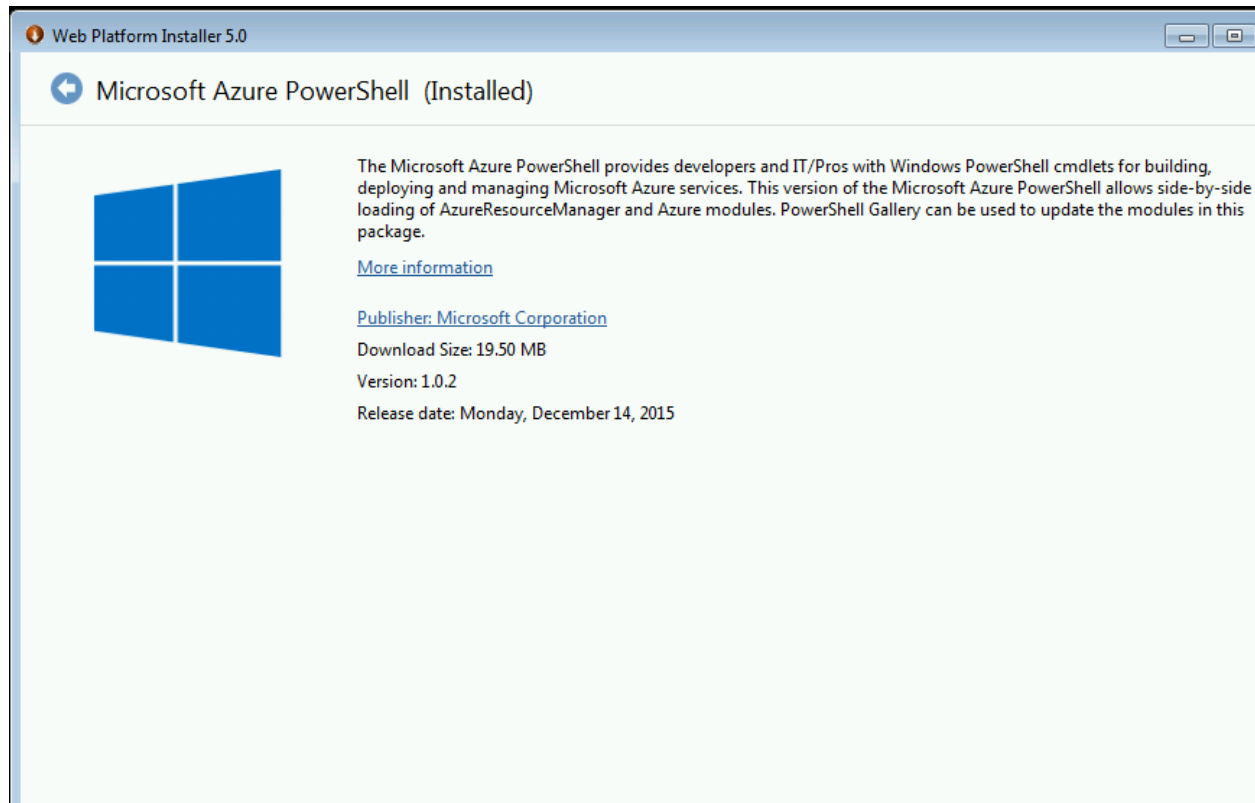 Web Platform Installer 5.0
Microsoft Azure PowerShell (Installed)
The Microsoft Azure PowerShell provides developers and IT/Pros with Windows PowerShell cmdlets for building,
deploying and managing Microsoft Azure services. This version of the Microsoft Azure PowerShell allows side-by-side
loading of AzureResourceManager and Azure modules. PowerShell Gallery can be used to update the modules in this
package.
More information
Publisher: Microsoft Corporation
Download Size: 19.50 MB
Version: 1.0.2
Release date: Monday, December 14, 2015